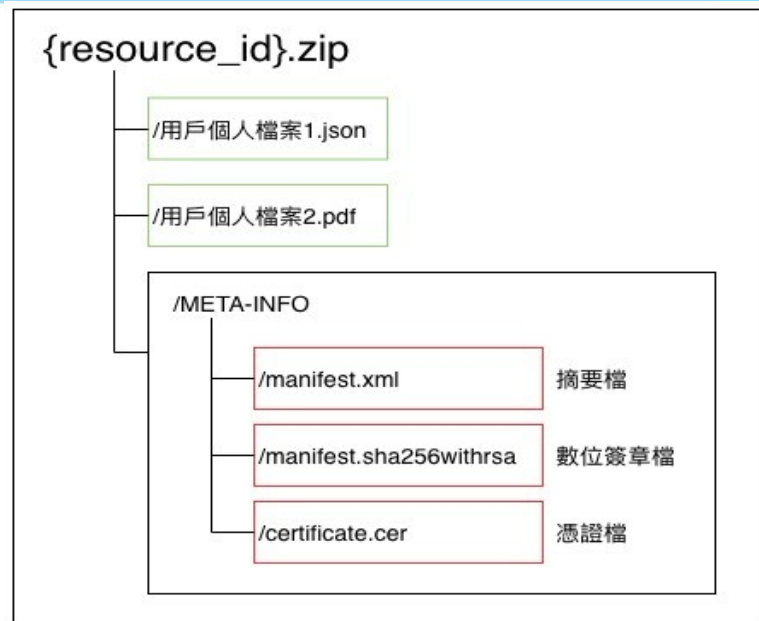 {resource_id}.zip
/用戶個人檔案1.json
/用戶個人檔案2.pdf
/META-INFO
/manifest.xml 摘要檔
/manifest.sha256withrsa 數位簽章檔
/certificate.cer 憑證檔